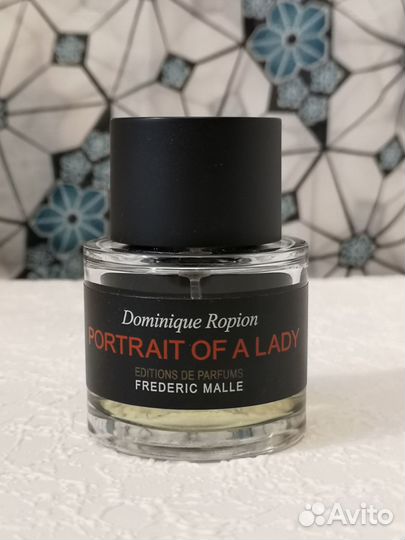 Dominique Ropion
PORTRAIT OF A LADY
EDITIONS DE PARFUMS
FREDERIC MALLE
Avito